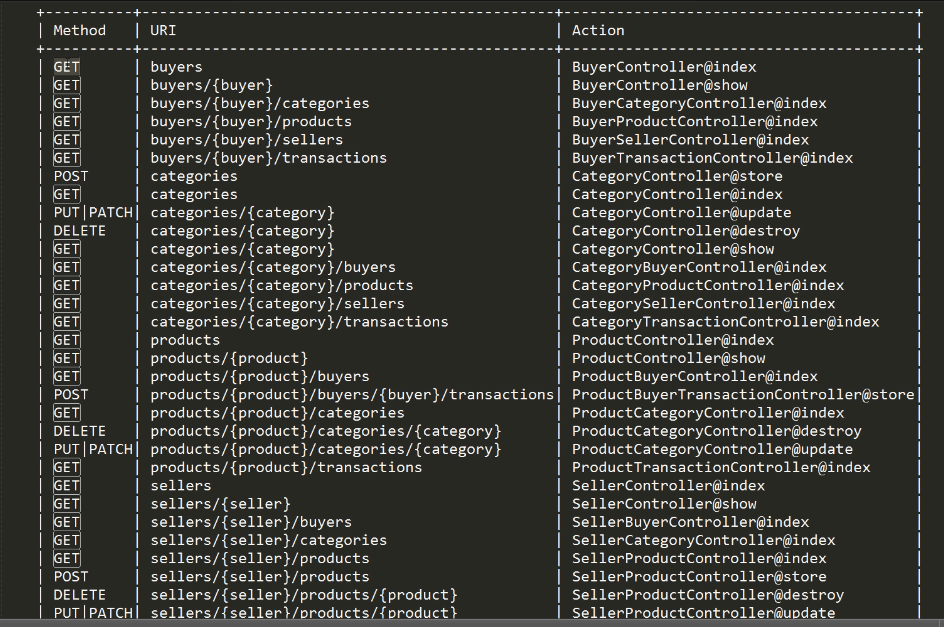 +----------+------------------------------------------------+-----------------------------------------+
| Method | URI | Action |
+----------+------------------------------------------------+-----------------------------------------+
| GET | buyers | BuyerController@index |
| GET | buyers/{buyer} | BuyerController@show |
| GET | buyers/{buyer}/categories | BuyerCategoryController@index |
| GET | buyers/{buyer}/products | BuyerProductController@index |
| GET | buyers/{buyer}/sellers | BuyerSellerController@index |
| GET | buyers/{buyer}/transactions | BuyerTransactionController@index |
| POST | categories | CategoryController@store |
| GET | categories | CategoryController@index |
| PUT|PATCH| categories/{category} | CategoryController@update |
| DELETE | categories/{category} | CategoryController@destroy |
| GET | categories/{category} | CategoryController@show |
| GET | categories/{category}/buyers | CategoryBuyerController@index |
| GET | categories/{category}/products | CategoryProductController@index |
| GET | categories/{category}/sellers | CategorySellerController@index |
| GET | categories/{category}/transactions | CategoryTransactionController@index |
| GET | products | ProductController@index |
| GET | products/{product} | ProductController@show |
| GET | products/{product}/buyers | ProductBuyerController@index |
| POST | products/{product}/buyers/{buyer}/transactions| ProductBuyerTransactionController@store|
| GET | products/{product}/categories | ProductCategoryController@index |
| DELETE | products/{product}/categories/{category} | ProductCategoryController@destroy |
| PUT|PATCH| products/{product}/categories/{category} | ProductCategoryController@update |
| GET | products/{product}/transactions | ProductTransactionController@index |
| GET | sellers | SellerController@index |
| GET | sellers/{seller} | SellerController@show |
| GET | sellers/{seller}/buyers | SellerBuyerController@index |
| GET | sellers/{seller}/categories | SellerCategoryController@index |
| GET | sellers/{seller}/products | SellerProductController@index |
| POST | sellers/{seller}/products | SellerProductController@store |
| DELETE | sellers/{seller}/products/{product} | SellerProductController@destroy |
| PUT|PATCH| sellers/{seller}/products/{product} | SellerProductController@update |